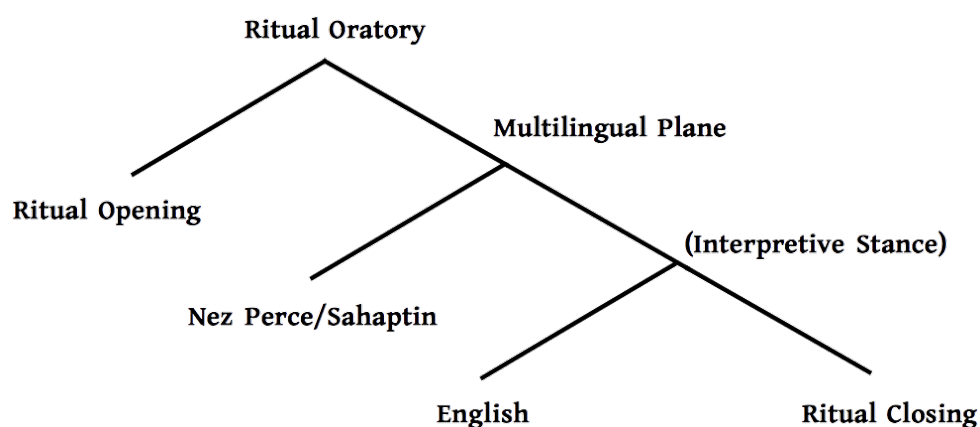 Ritual Oratory
Multilingual Plane
Ritual Opening
(Interpretive Stance)
Nez Perce/Sahaptin
English
Ritual Closing